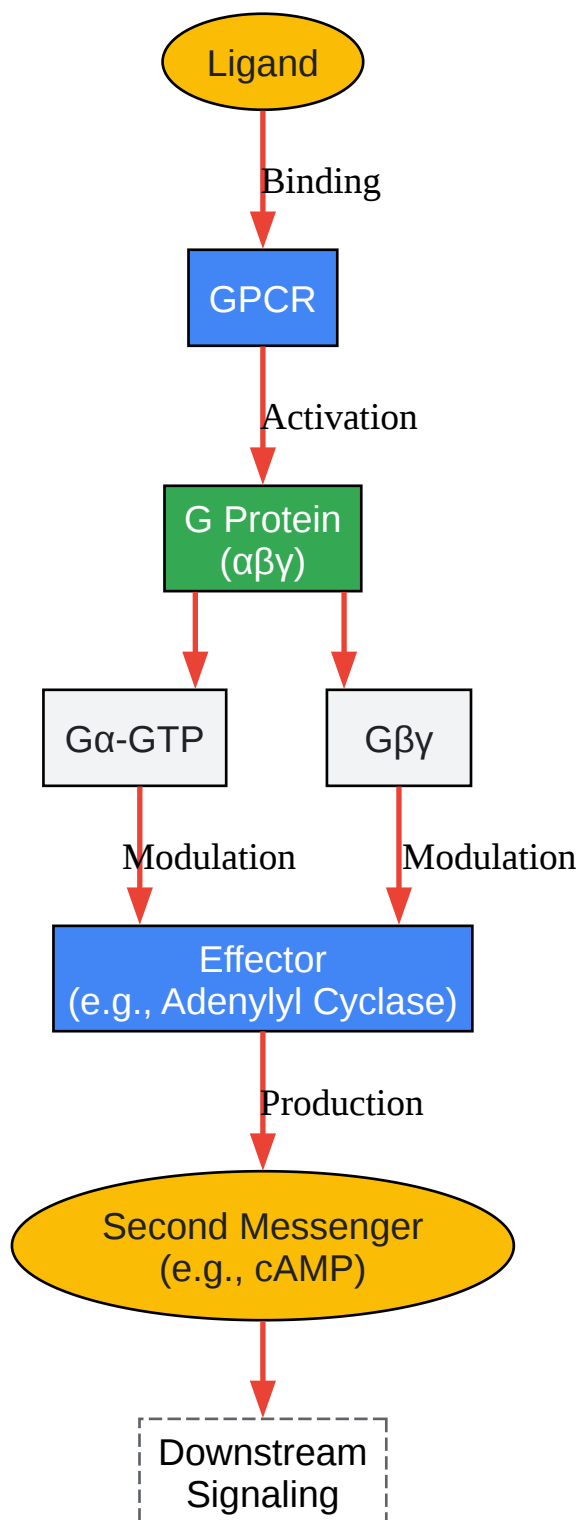 Ligand
Binding
GPCR
Activation
G Protein
(αβγ)
Gα-GTP
Gβγ
Modulation
Modulation
Effector
(e.g., Adenylyl Cyclase)
Production
Second Messenger
(e.g., cAMP)
Downstream
Signaling